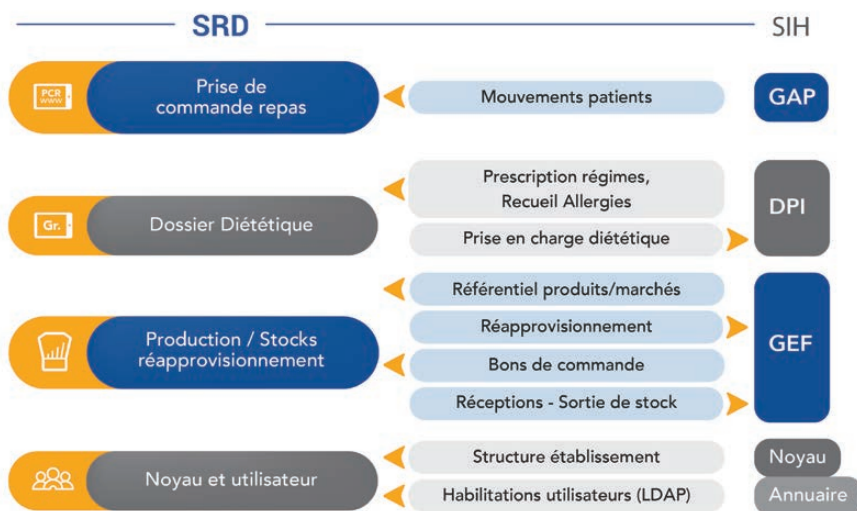 SRD
SIH
PCR
www
Prise de
commande repas
Mouvements patients
GAP
Gr.
Dossier Diététique
Prescription régimes,
Recueil Allergies
Prise en charge diététique
DPI
Production / Stocks
réapprovisionnement
Référentiel produits/marchés
Réapprovisionnement
Bons de commande
Réceptions - Sortie de stock
GEF
Noyau et utilisateur
Structure établissement
Habilitations utilisateurs (LDAP)
Noyau
Annuaire